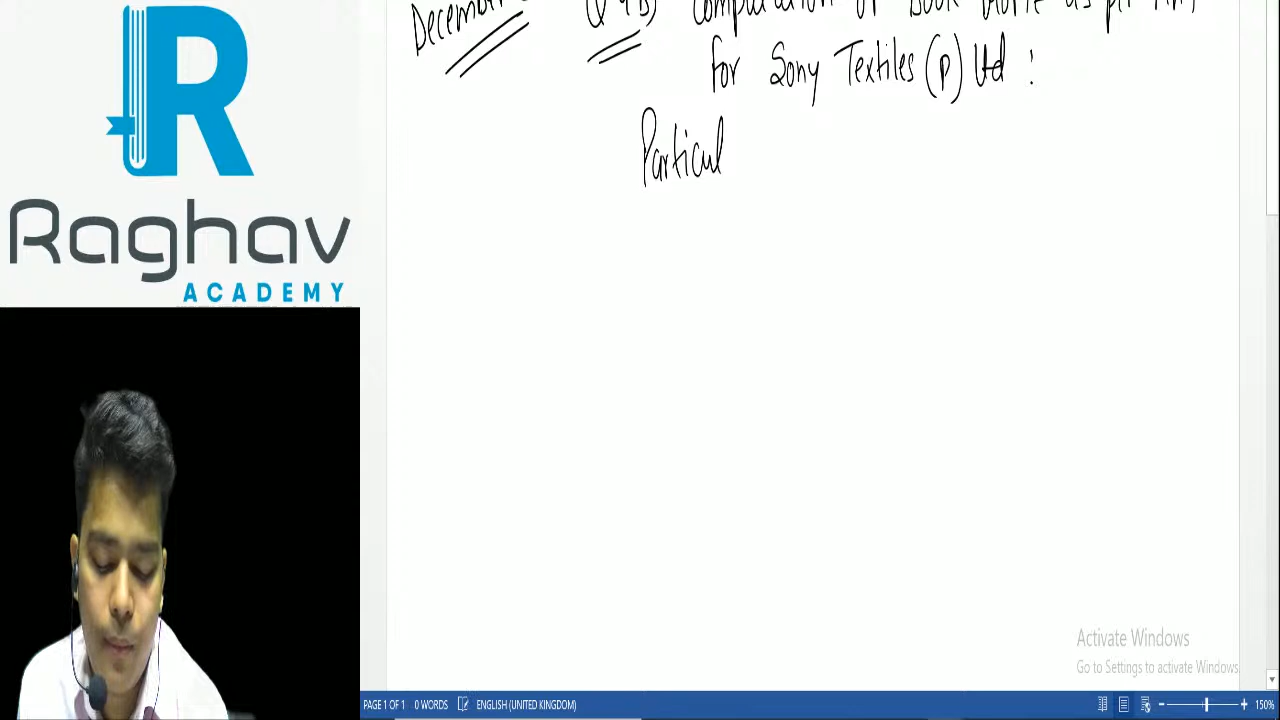 Raghav
ACADEMY
December
Computation of Book
as per
for Sony Textiles (P) Ltd :
Particul
Activate Windows
Go to Settings to activate Windows.
PAGE 1 OF 1 0 WORDS ENGLISH (UNITED KINGDOM) 150%